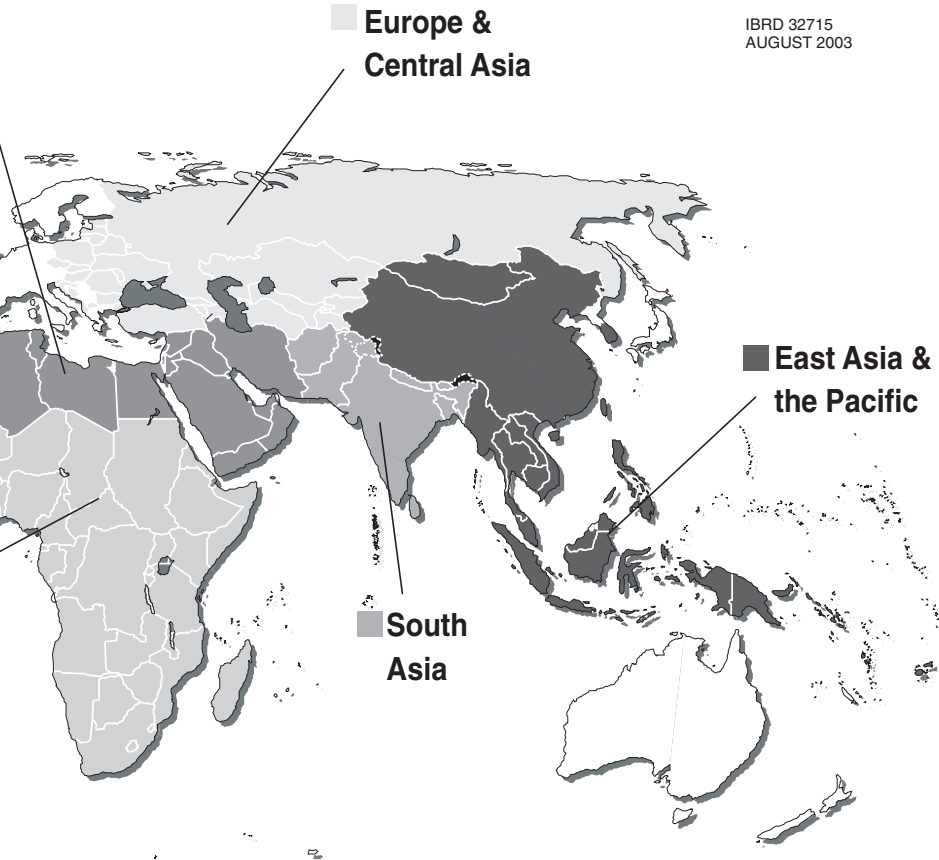 Europe &
Central Asia
IBRD 32715
AUGUST 2003
East Asia &
the Pacific
South
Asia